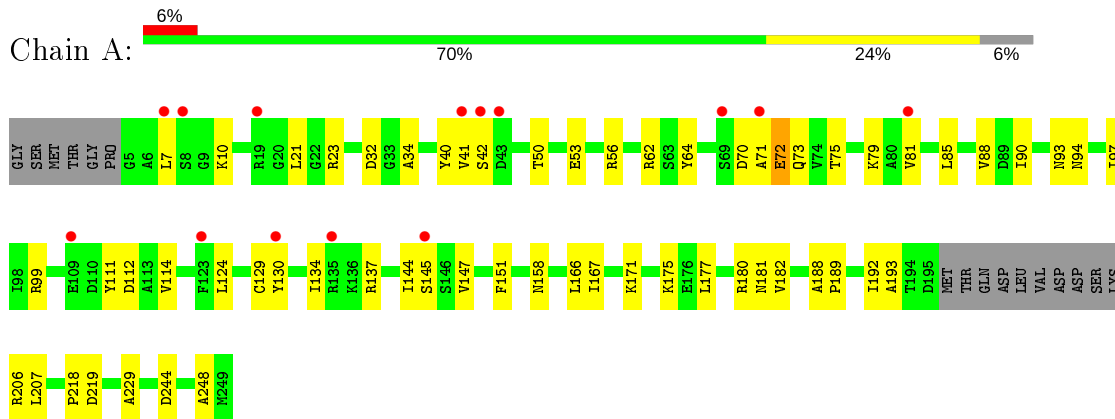 6%
Chain A:
70% 24% 6%
GLY SER MET THR GLY PRO G5 A6 L7 S8 G9 K10 R19 G20 L21 G22 R23 D32 G33 A34 Y40 V41 S42 D43 T50 E53 R56 R62 S63 Y64 S69 D70 A71 E72 Q73 V74 T75 K79 A80 V81 L85 V88 D89 I90 N93 N94
I98 R99 E109 D110 Y111 D112 A113 V114 F123 L124 C129 Y130 I134 R135 K136 R137 I144 S145 S146 V147 F151 N158 L166 I167 K171 K175 E176 L177 R180 N181 V182 A188 P189 I192 A193 T194 D195 MET THR GLN ASP LEU VAL ASP ASP SER LYS
R206 L207 P218 D219 A229 D244 A248 M249